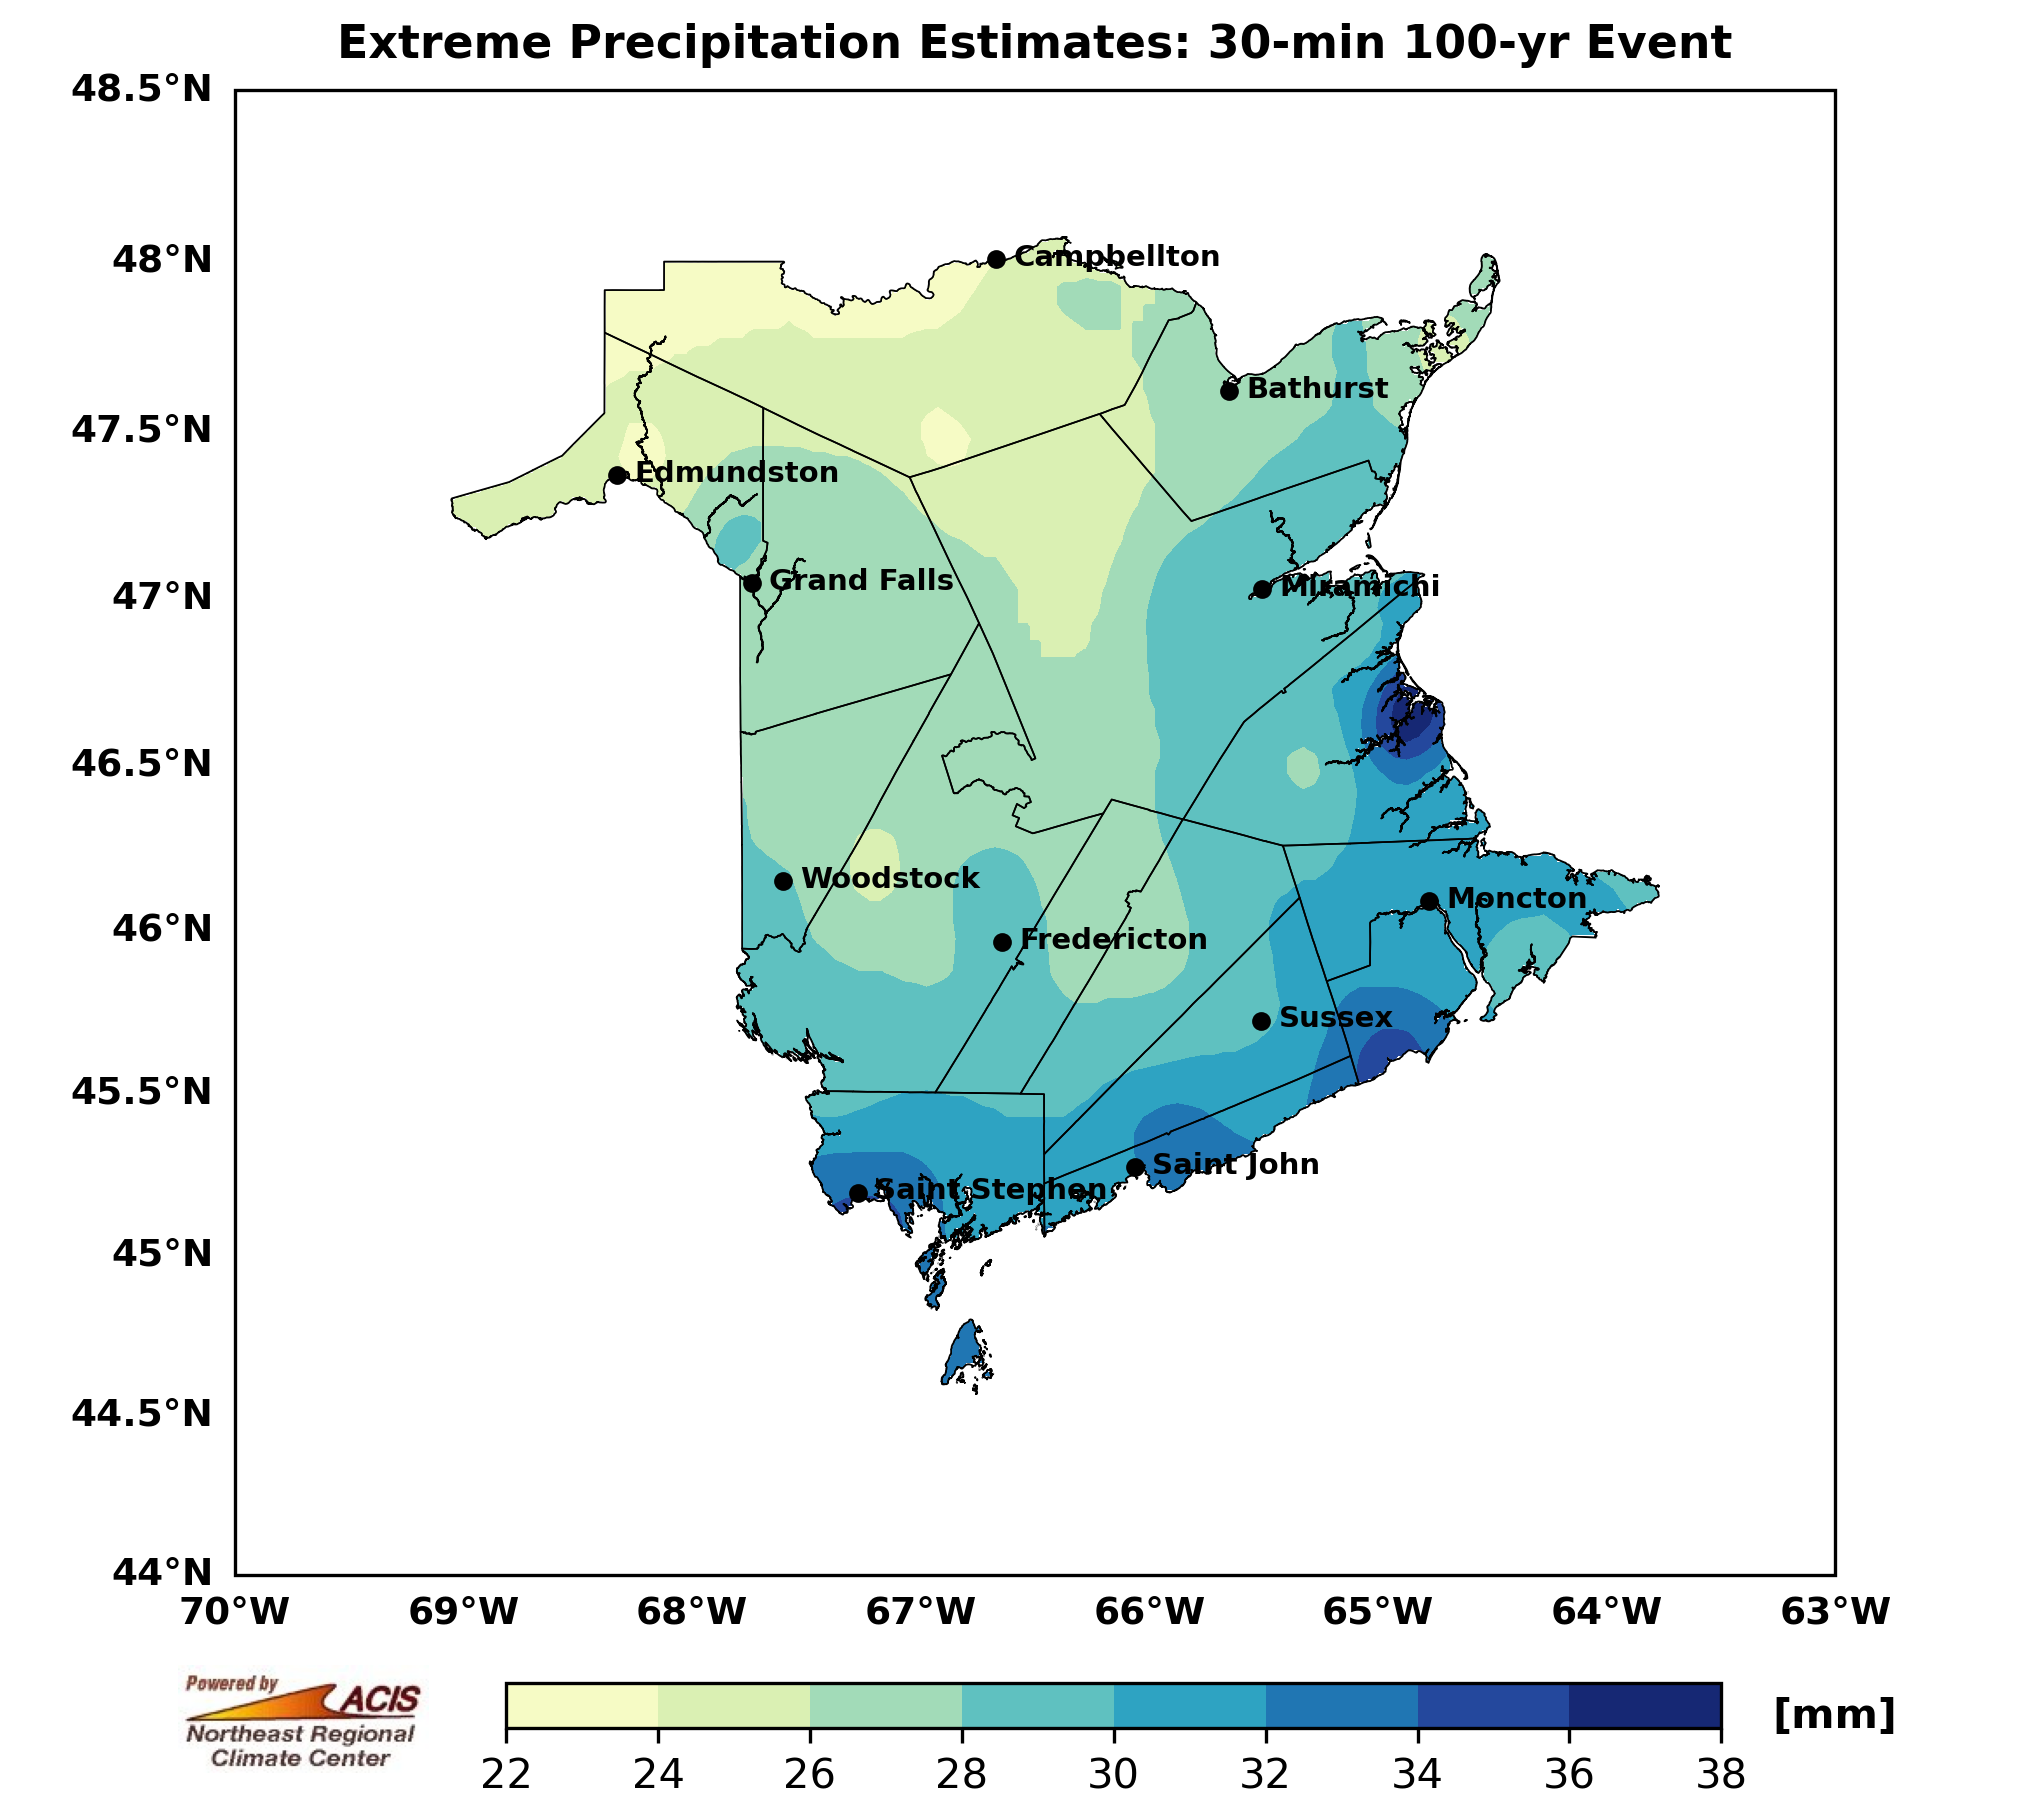 Extreme Precipitation Estimates: 30-min 100-yr Event
48.5°N
48°N
47.5°N
47°N
46.5°N
46°N
45.5°N
45°N
44.5°N
44°N
Campbellton
Bathurst
Edmundston
Grand Falls
Miramichi
Woodstock
Moncton
Fredericton
Sussex
Saint John
Saint Stephen
70°W 69°W 68°W 67°W 66°W 65°W 64°W 63°W
Powered by
ACIS
Northeast Regional
Climate Center
[mm]
22 24 26 28 30 32 34 36 38